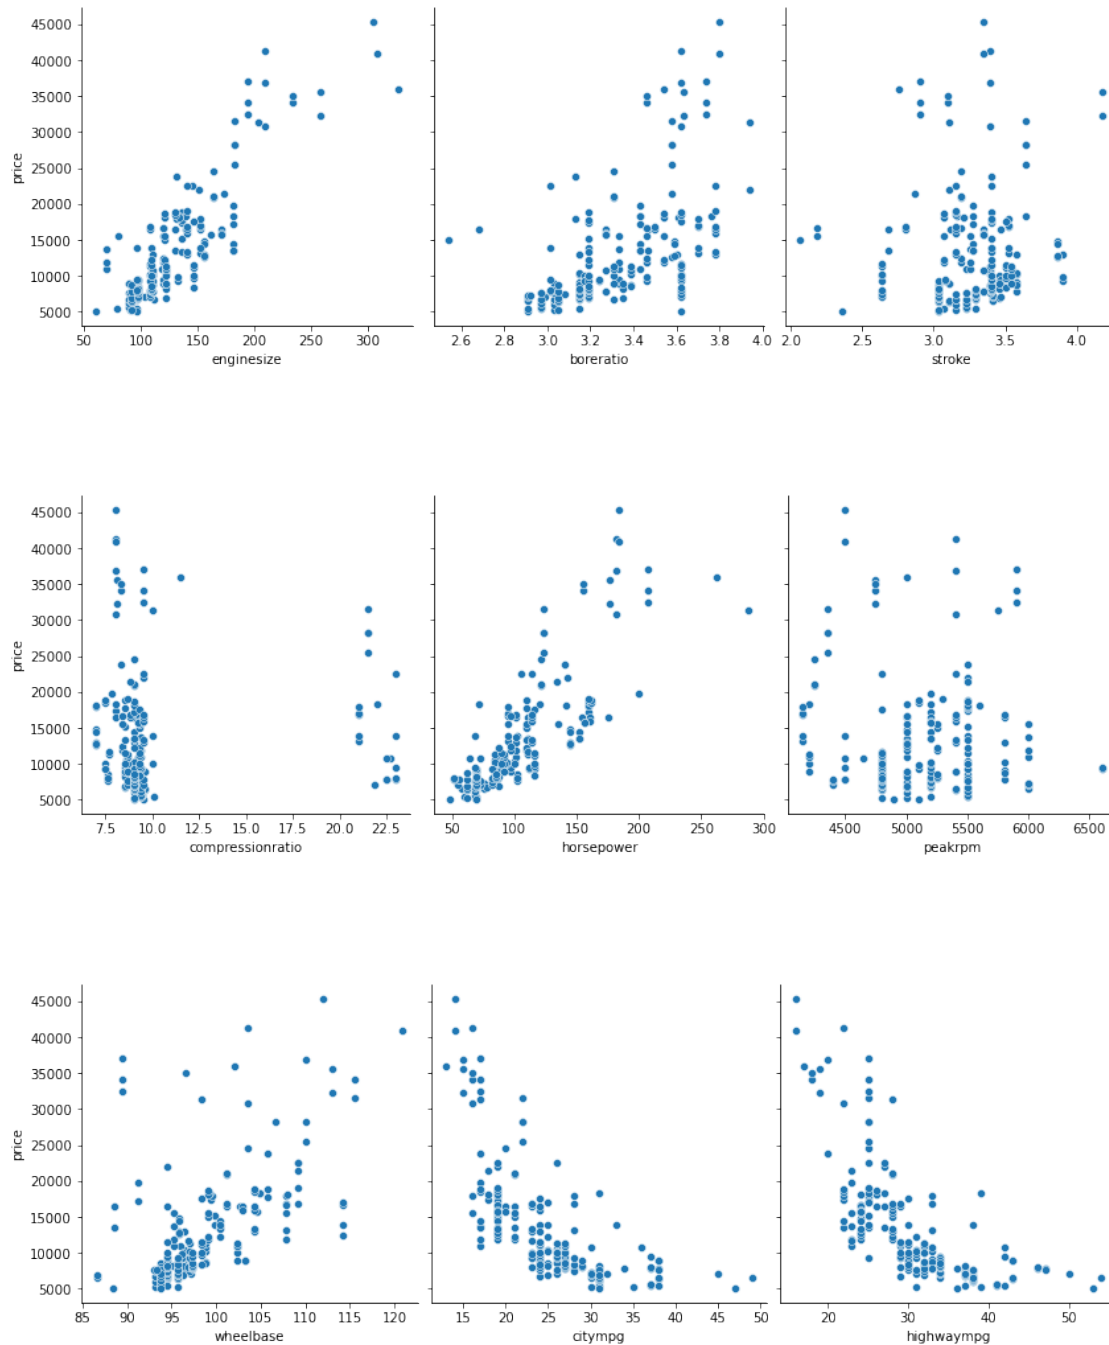 45000
40000
35000
30000
25000
20000
15000
10000
5000
price
50 100 150 200 250 300
enginesize
2.6 2.8 3.0 3.2 3.4 3.6 3.8 4.0
boreratio
2.0 2.5 3.0 3.5 4.0
stroke
45000
40000
35000
30000
25000
20000
15000
10000
5000
price
7.5 10.0 12.5 15.0 17.5 20.0 22.5
compressionratio
50 100 150 200 250 300
horsepower
4500 5000 5500 6000 6500
peakrpm
45000
40000
35000
30000
25000
20000
15000
10000
5000
price
85 90 95 100 105 110 115 120
wheelbase
15 20 25 30 35 40 45 50
citympg
20 30 40 50
highwaympg